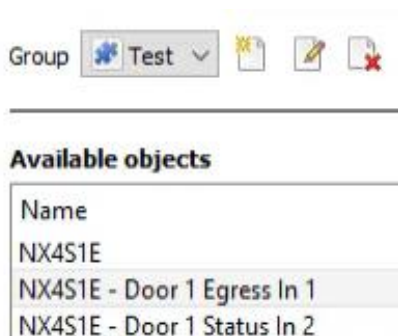 Group Test
Available objects
Name
NX4S1E
NX4S1E - Door 1 Egress In 1
NX4S1E - Door 1 Status In 2